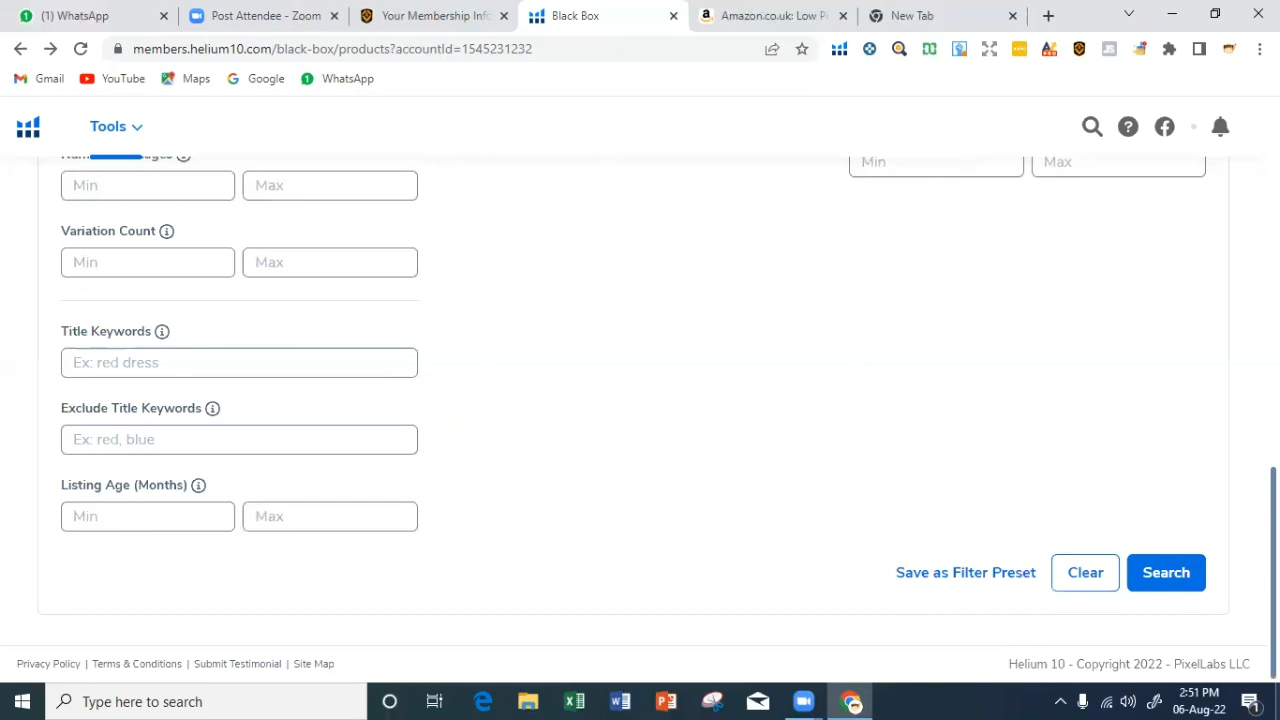 (1) WhatsApp
Post Attendee - Zoom
Your Membership Info
Black Box
Amazon.co.uk: Low P
New Tab
members.helium10.com/black-box/products?accountId=1545231232
Gmail
YouTube
Maps
Google
WhatsApp
Tools
Min Max
Min Max
Variation Count
Min Max
Title Keywords
Ex: red dress
Exclude Title Keywords
Ex: red, blue
Listing Age (Months)
Min Max
Save as Filter Preset
Clear
Search
Privacy Policy | Terms & Conditions | Submit Testimonial | Site Map
Helium 10 - Copyright 2022 - PixelLabs LLC
Type here to search
2:51 PM
06-Aug-22